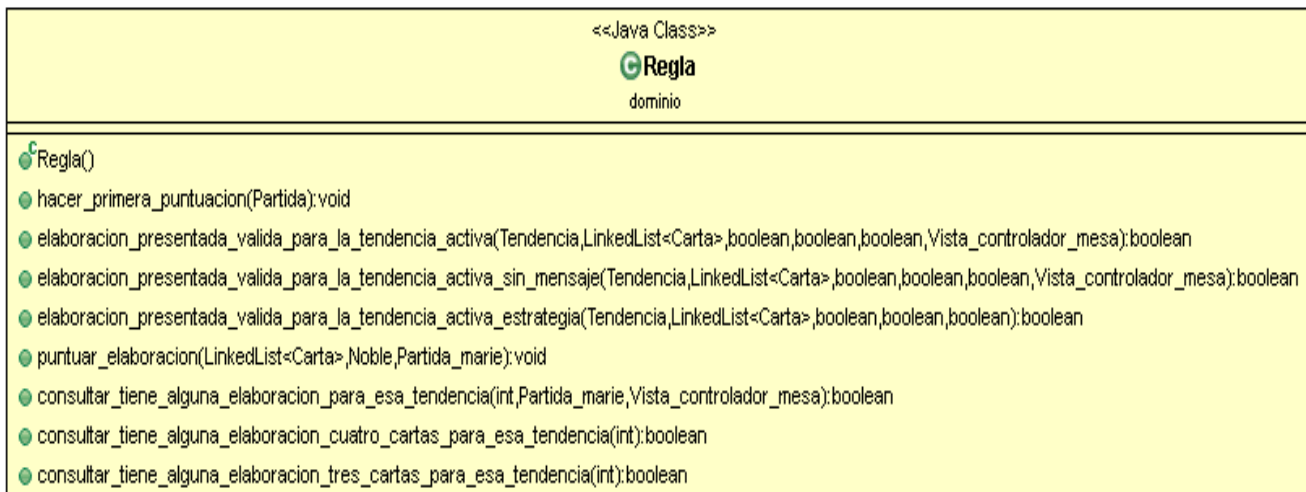 <<Java Class>>
C Regla
dominio
C Regla()
hacer_primera_puntuacion(Partida):void
elaboracion_presentada_valida_para_la_tendencia_activa(Tendencia,LinkedList<Carta>,boolean,boolean,boolean,Vista_controlador_mesa):boolean
elaboracion_presentada_valida_para_la_tendencia_activa_sin_mensaje(Tendencia,LinkedList<Carta>,boolean,boolean,boolean,Vista_controlador_mesa):boolean
elaboracion_presentada_valida_para_la_tendencia_activa_estrategia(Tendencia,LinkedList<Carta>,boolean,boolean,boolean):boolean
puntuar_elaboracion(LinkedList<Carta>,Noble,Partida_marie):void
consultar_tiene_alguna_elaboracion_para_esa_tendencia(int,Partida_marie,Vista_controlador_mesa):boolean
consultar_tiene_alguna_elaboracion_cuatro_cartas_para_esa_tendencia(int):boolean
consultar_tiene_alguna_elaboracion_tres_cartas_para_esa_tendencia(int):boolean